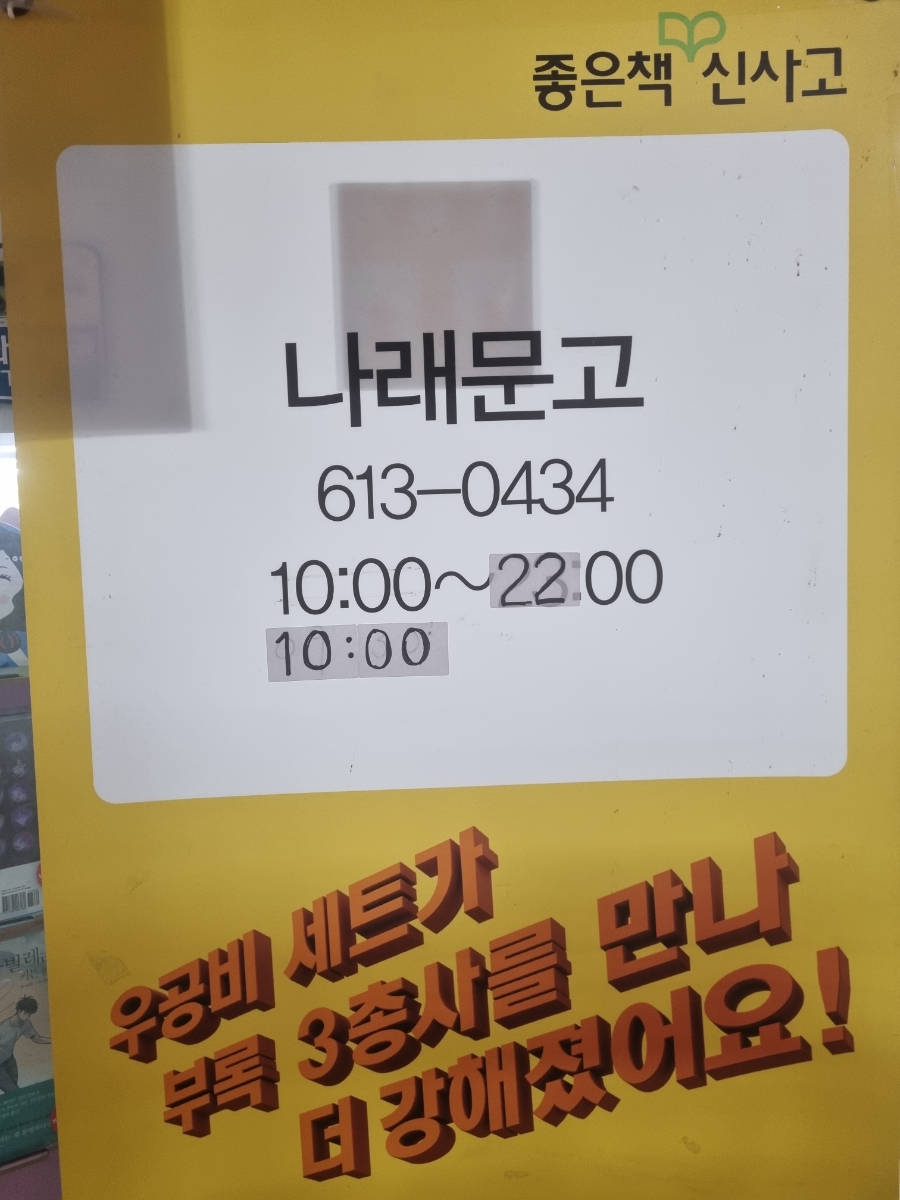 좋은책 신사고
나래문고
613-0434
10:00~22:00
10:00
우공비 세트가
부록 3총사를 만나
더 강해졌어요!